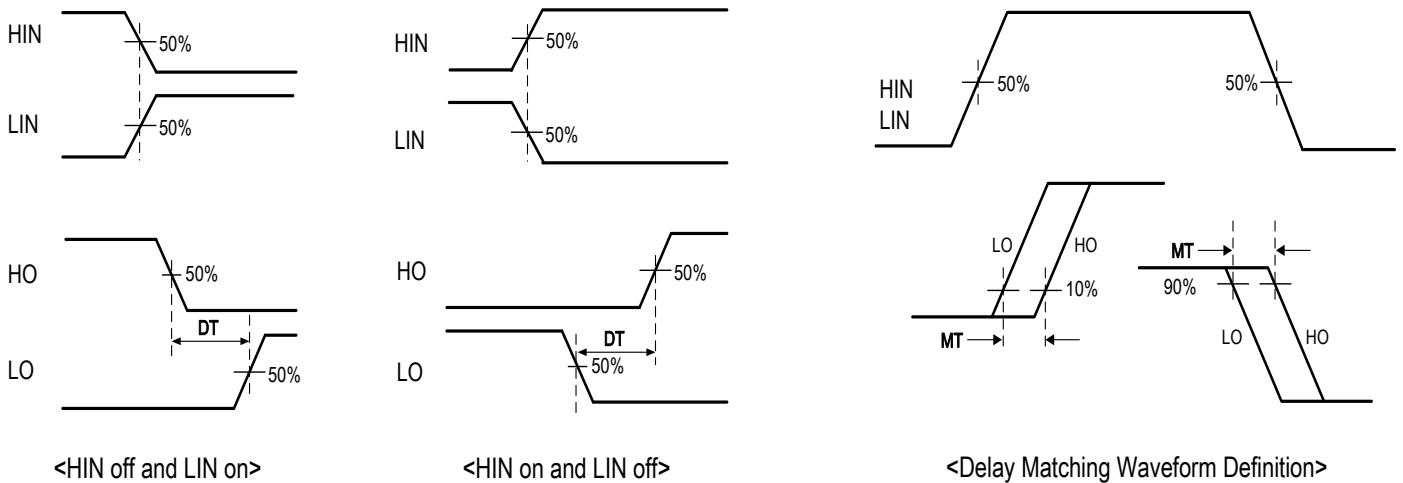 HIN
50%
LIN
50%
HO
50%
DT
LO
50%
<HIN off and LIN on>
HIN
50%
LIN
50%
HO
50%
DT
LO
50%
<HIN on and LIN off>
HIN
LIN
50%
50%
LO
HO
10%
MT
MT
90%
LO
HO
<Delay Matching Waveform Definition>